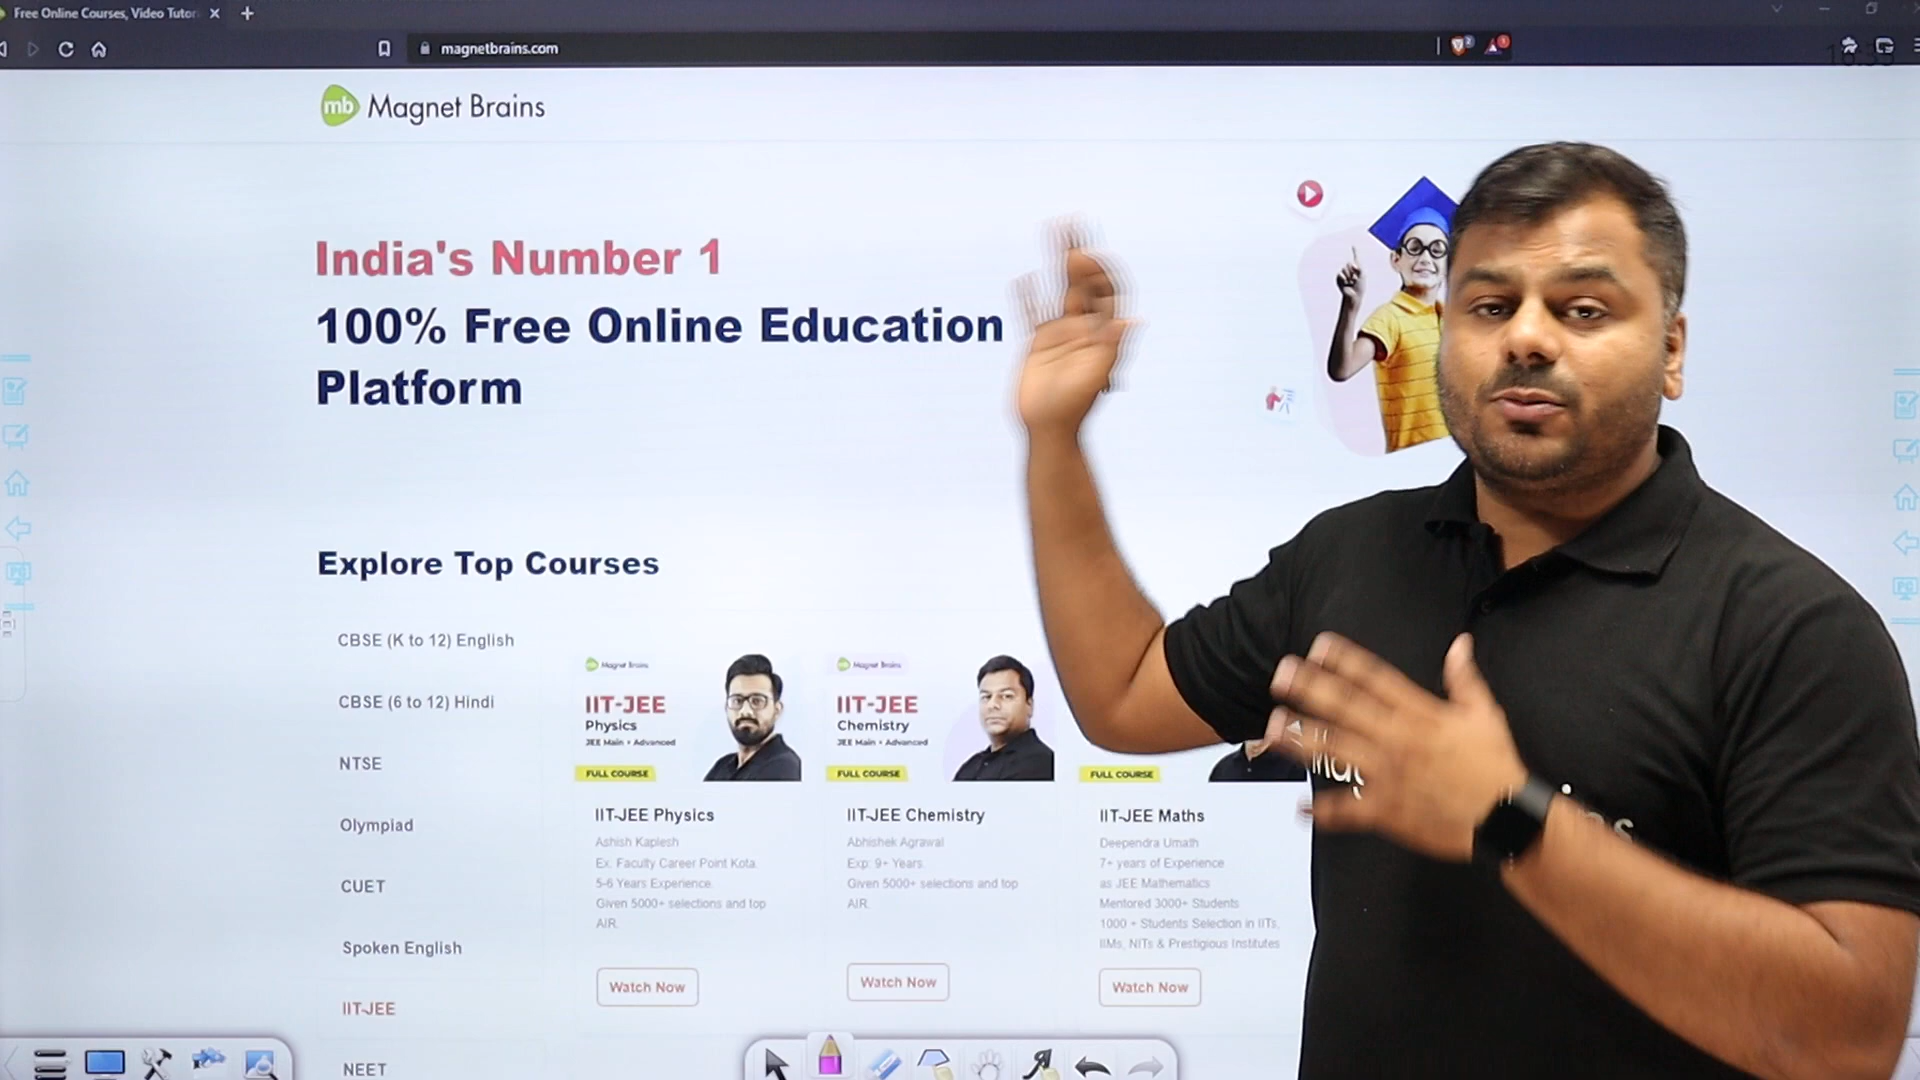 Free Online Courses, Video Tutor
magnetbrains.com
mb Magnet Brains
India's Number 1
100% Free Online Education
Platform
Explore Top Courses
CBSE (K to 12) English
CBSE (6 to 12) Hindi
NTSE
Olympiad
CUET
Spoken English
IIT-JEE
NEET
Magnet Brains
IIT-JEE
Physics
JEE Main + Advanced
FULL COURSE
IIT-JEE Physics
Ashish Kaplesh
Ex. Faculty Career Point Kota.
5-6 Years Experience.
Given 5000+ selections and top
AIR.
Watch Now
Magnet Brains
IIT-JEE
Chemistry
JEE Main + Advanced
FULL COURSE
IIT-JEE Chemistry
Abhishek Agrawal
Exp: 9+ Years.
Given 5000+ selections and top
AIR.
Watch Now
FULL COURSE
IIT-JEE Maths
Deependra Umath
7+ years of Experience
as JEE Mathematics
Mentored 3000+ Students
1000 + Students Selection in IITs,
IIMs, NITs & Prestigious Institutes
Watch Now